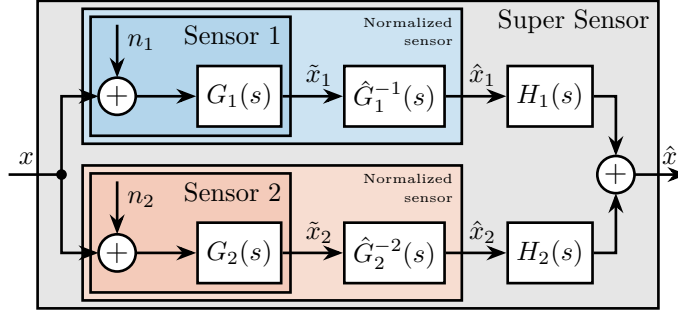 Super Sensor
n₁ Sensor 1 Normalized
sensor
+ G₁(s) x̃₁ Ĝ₁⁻¹(s) x̂₁ H₁(s)
x + x̂
n₂ Sensor 2 Normalized
sensor
+ G₂(s) x̃₂ Ĝ₂⁻²(s) x̂₂ H₂(s)